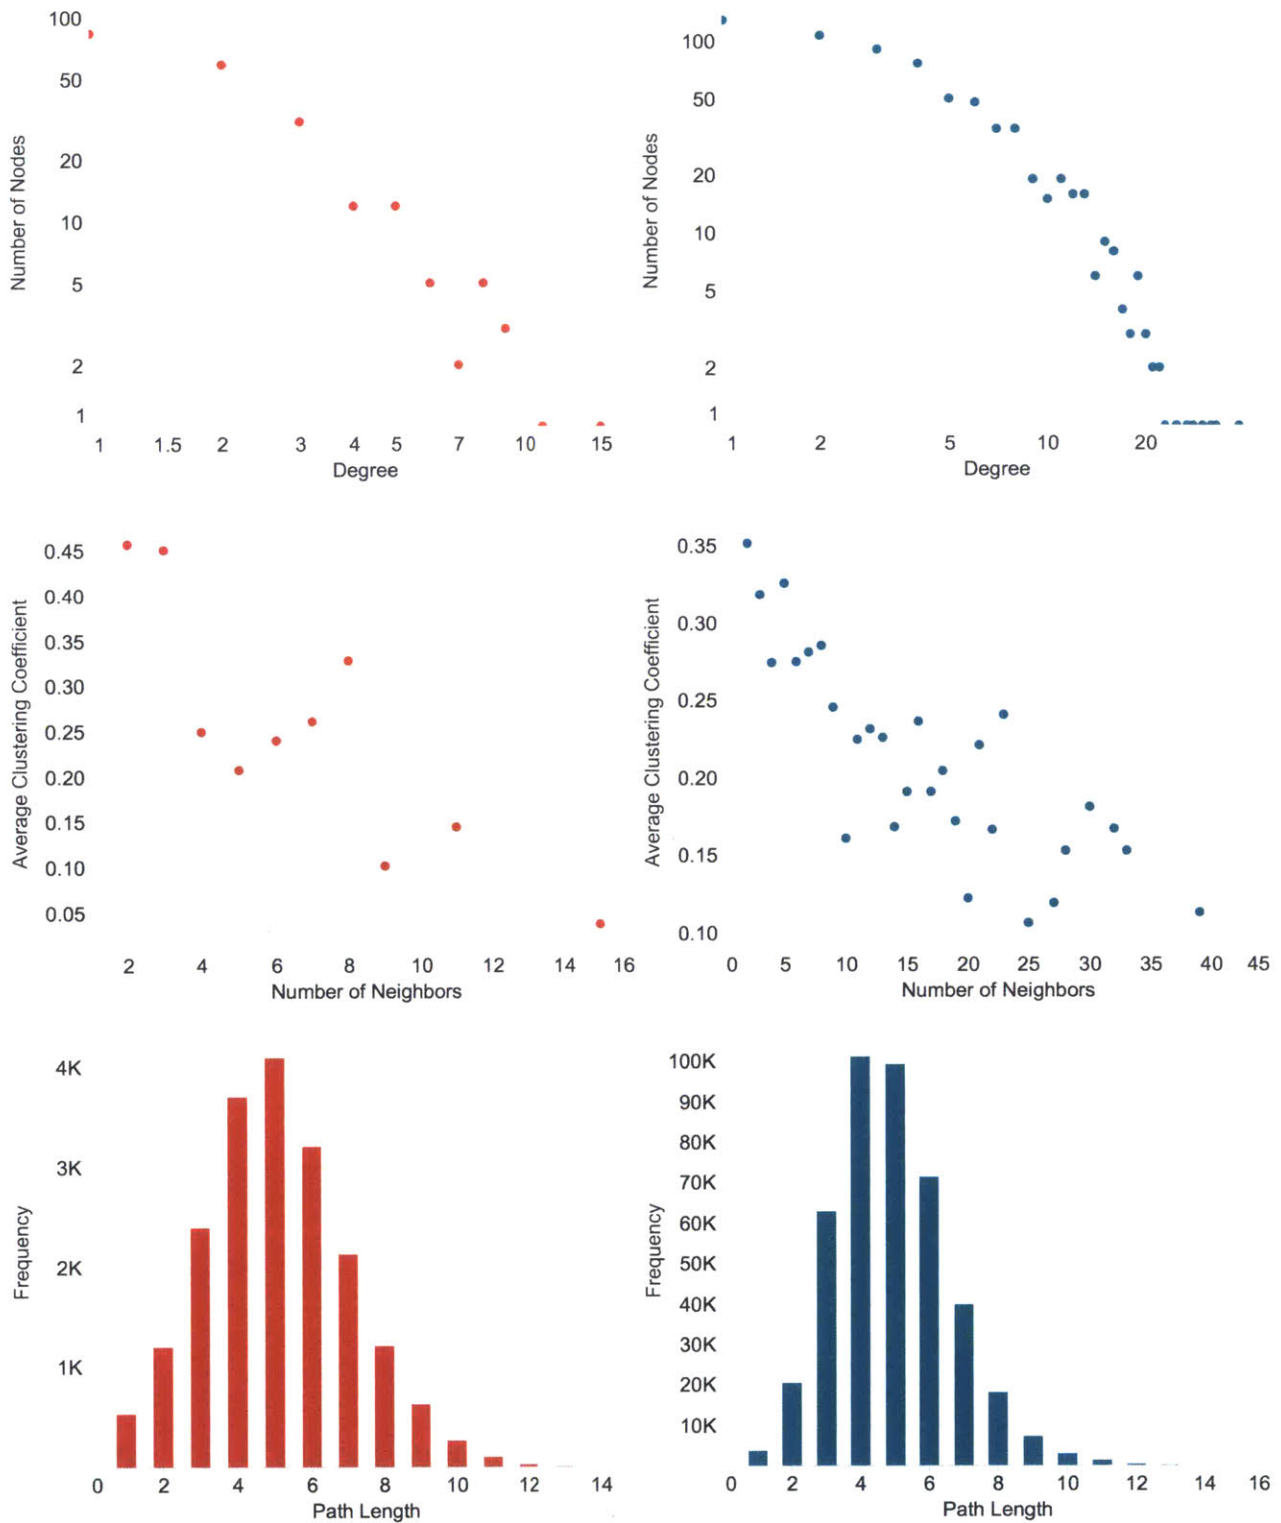 100
50
20
10
5
2
1
Number of Nodes
1 1.5 2 3 4 5 7 10 15
Degree
100
50
20
10
5
2
1
Number of Nodes
1 2 5 10 20
Degree
0.45
0.40
0.35
0.30
0.25
0.20
0.15
0.10
0.05
Average Clustering Coefficient
2 4 6 8 10 12 14 16
Number of Neighbors
0.35
0.30
0.25
0.20
0.15
0.10
Average Clustering Coefficient
0 5 10 15 20 25 30 35 40 45
Number of Neighbors
4K
3K
2K
1K
Frequency
0 2 4 6 8 10 12 14
Path Length
100K
90K
80K
70K
60K
50K
40K
30K
20K
10K
Frequency
0 2 4 6 8 10 12 14 16
Path Length